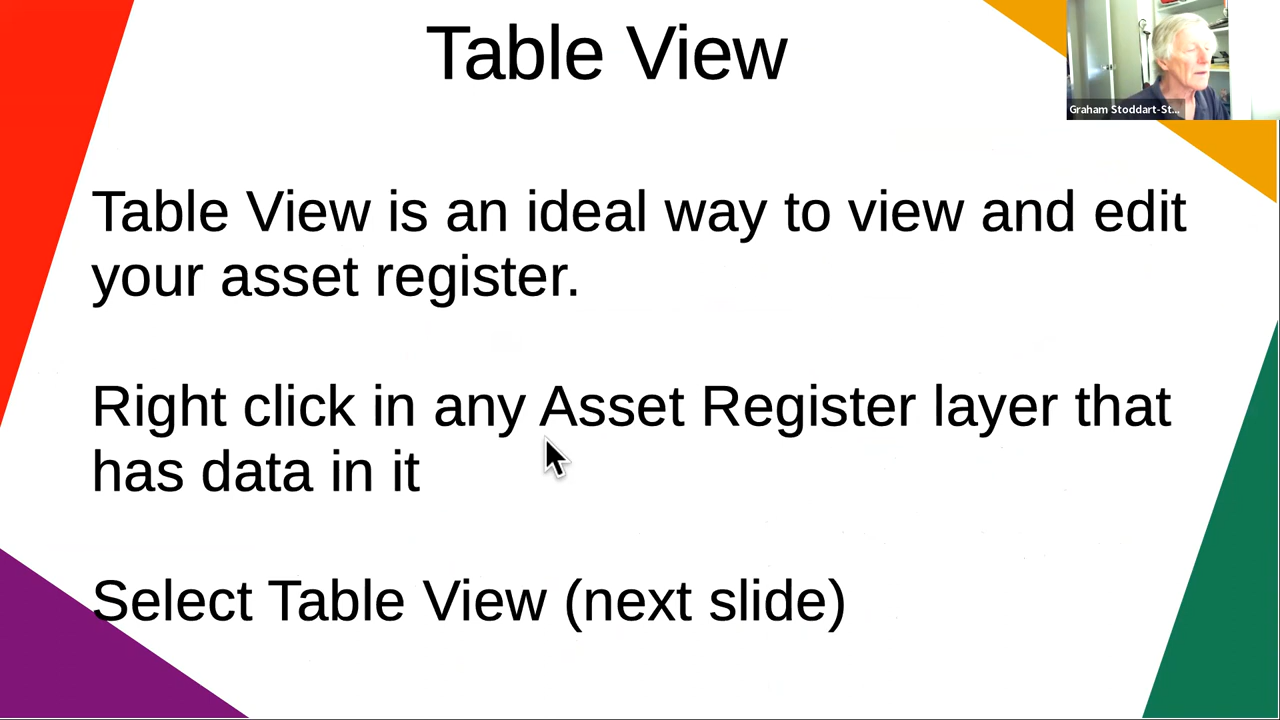 Table View
Graham Stoddart-St...
Table View is an ideal way to view and edit
your asset register.
Right click in any Asset Register layer that
has data in it
Select Table View (next slide)